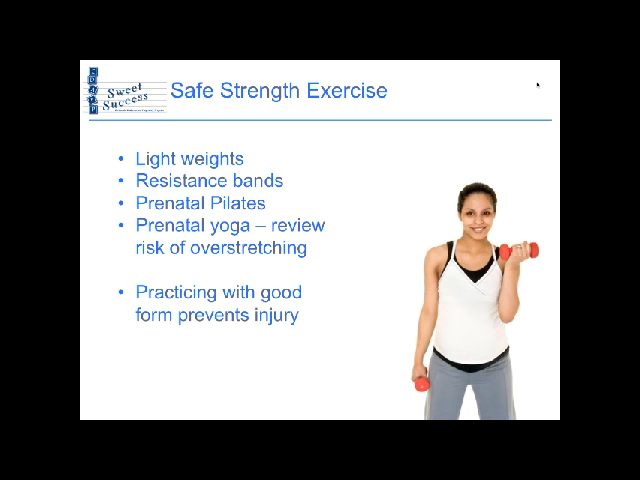 Sweet
Success
Safe Strength Exercise
• Light weights
• Resistance bands
• Prenatal Pilates
• Prenatal yoga – review
risk of overstretching
• Practicing with good
form prevents injury